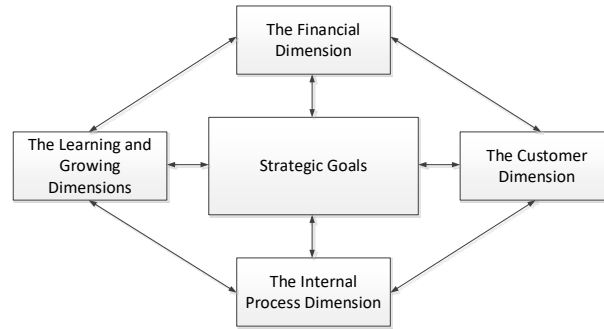 The Financial
Dimension
The Learning and
Growing
Dimensions
Strategic Goals
The Customer
Dimension
The Internal
Process Dimension